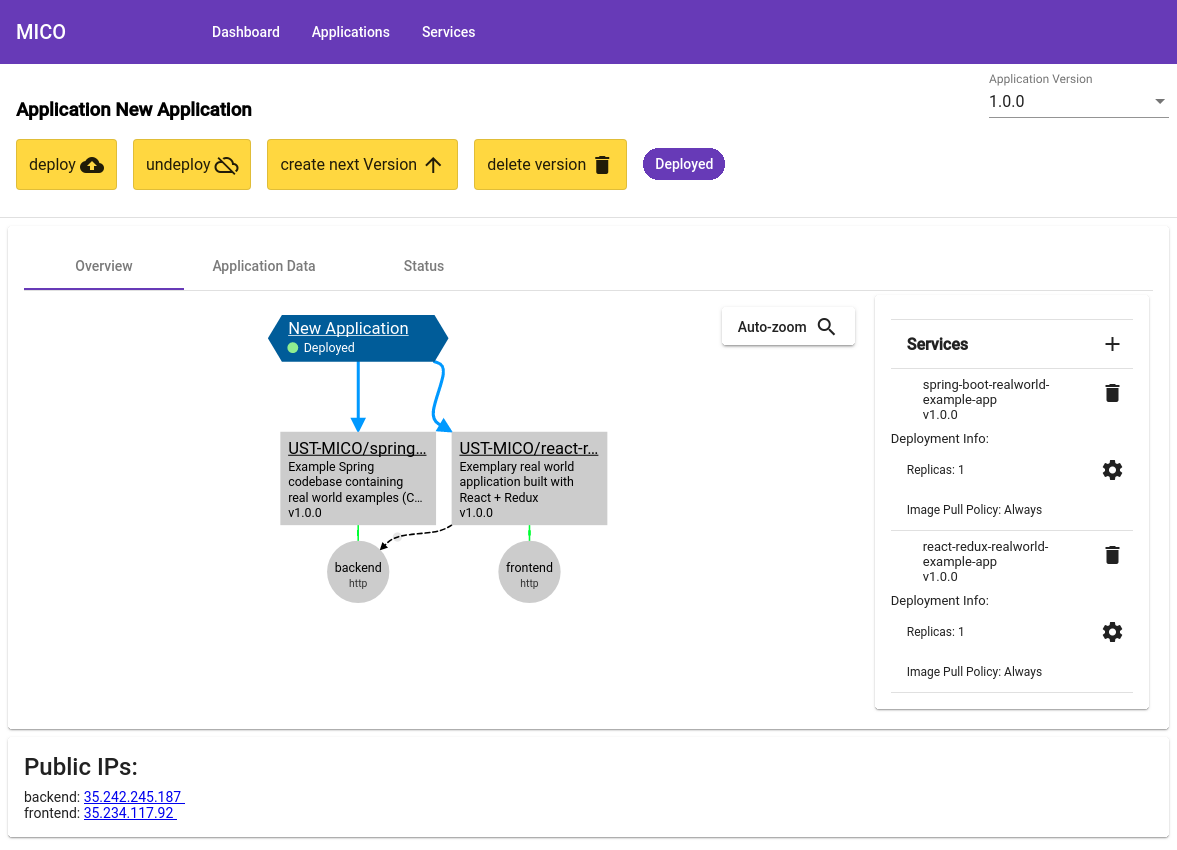 MICO
Dashboard
Applications
Services
Application Version
1.0.0
Application New Application
deploy
undeploy
create next Version
delete version
Deployed
Overview
Application Data
Status
New Application
Deployed
Auto-zoom
UST-MICO/spring...
Example Spring
codebase containing
real world examples (C...
v1.0.0
UST-MICO/react-r...
Exemplary real world
application built with
React + Redux
v1.0.0
backend
http
frontend
http
Services
spring-boot-realworld-
example-app
v1.0.0
Deployment Info:
Replicas: 1
Image Pull Policy: Always
react-redux-realworld-
example-app
v1.0.0
Deployment Info:
Replicas: 1
Image Pull Policy: Always
Public IPs:
backend: 35.242.245.187
frontend: 35.234.117.92